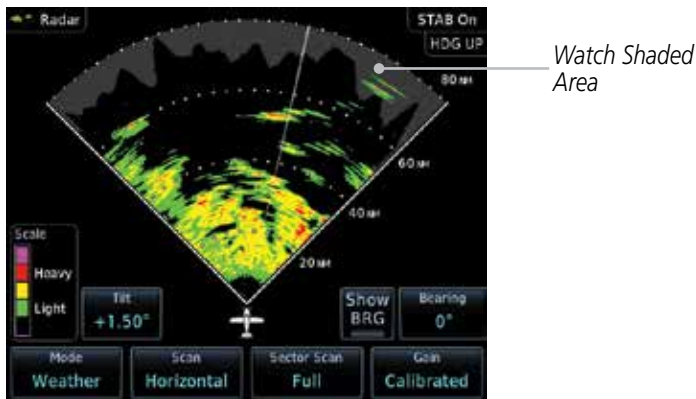 Radar
STAB On
HDG UP
Watch Shaded
Area
80 NM
60 NM
40 NM
20 NM
Scale
Heavy
Light
Tilt
+1.50°
Show
BRG
Bearing
0°
Mode
Weather
Scan
Horizontal
Sector Scan
Full
Gain
Calibrated